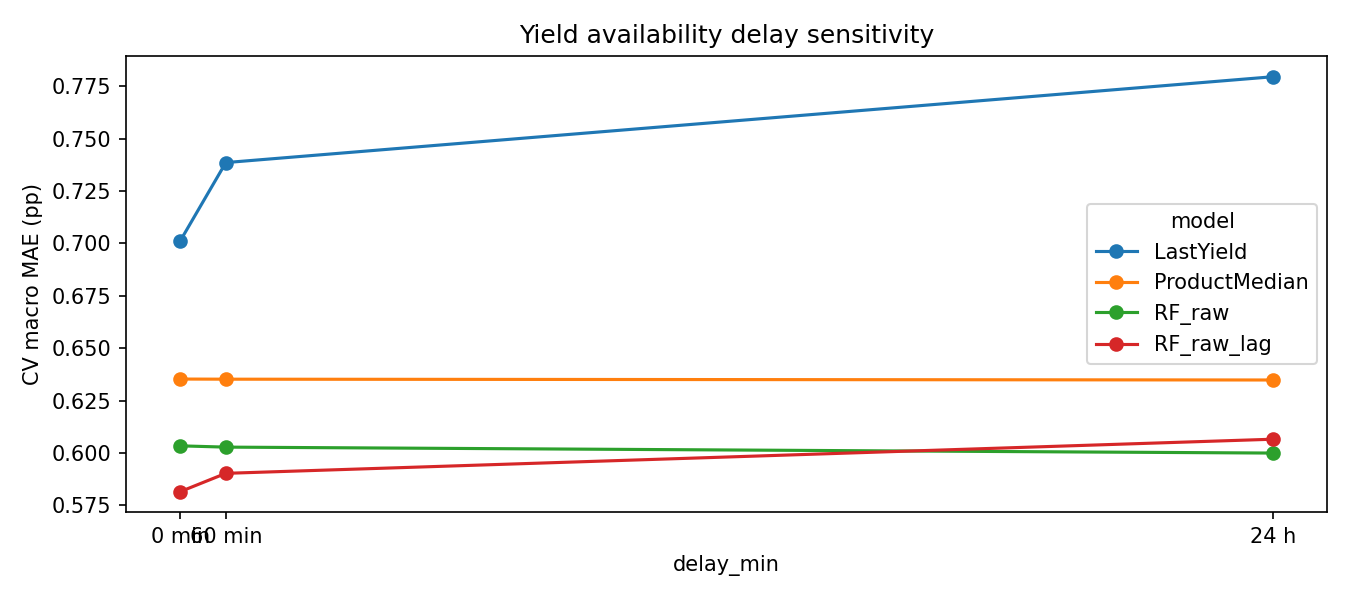 Yield availability delay sensitivity
CV macro MAE (pp)
0.775
0.750
0.725
0.700
0.675
0.650
0.625
0.600
0.575
model
LastYield
ProductMedian
RF_raw
RF_raw_lag
0 min
60 min
24 h
delay_min